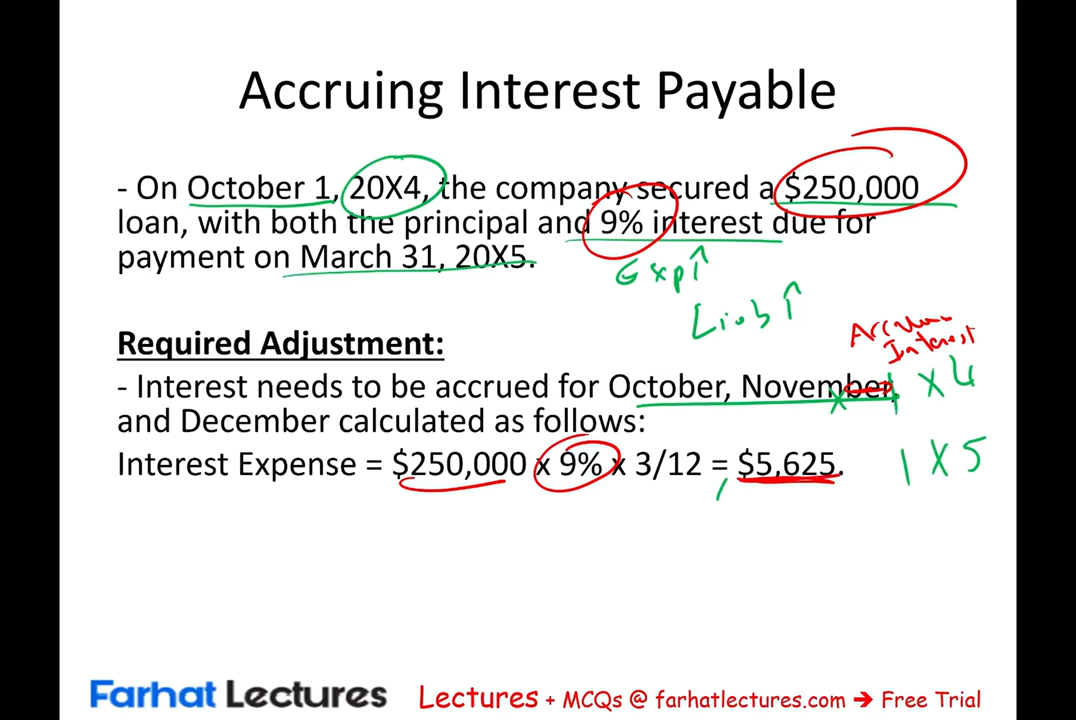 Accruing Interest Payable
- On October 1, 20X4, the company secured a $250,000
loan, with both the principal and 9% interest due for
payment on March 31, 20X5.
Exp↑
Liab↑
Required Adjustment:
Interest
- Interest needs to be accrued for October, November,
x4
and December calculated as follows:
Interest Expense = $250,000 x 9% x 3/12 = $5,625.
1 x5
Farhat Lectures
Lectures + MCQs @ farhatlectures.com ➔ Free Trial